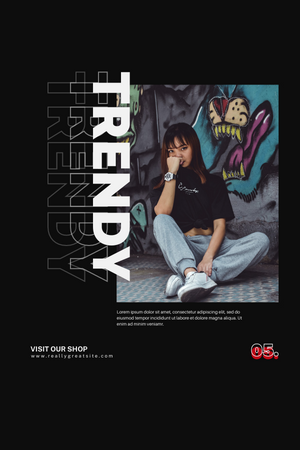 #TRENDY
#TRENDY
#TRENDY
Lorem ipsum dolor sit amet, consectetur adipiscing elit, sed do
eiusmod tempor incididunt ut labore et dolore magna aliqua. Ut
enim ad minim veniam.
VISIT OUR SHOP
www.reallygreatsite.com
05.